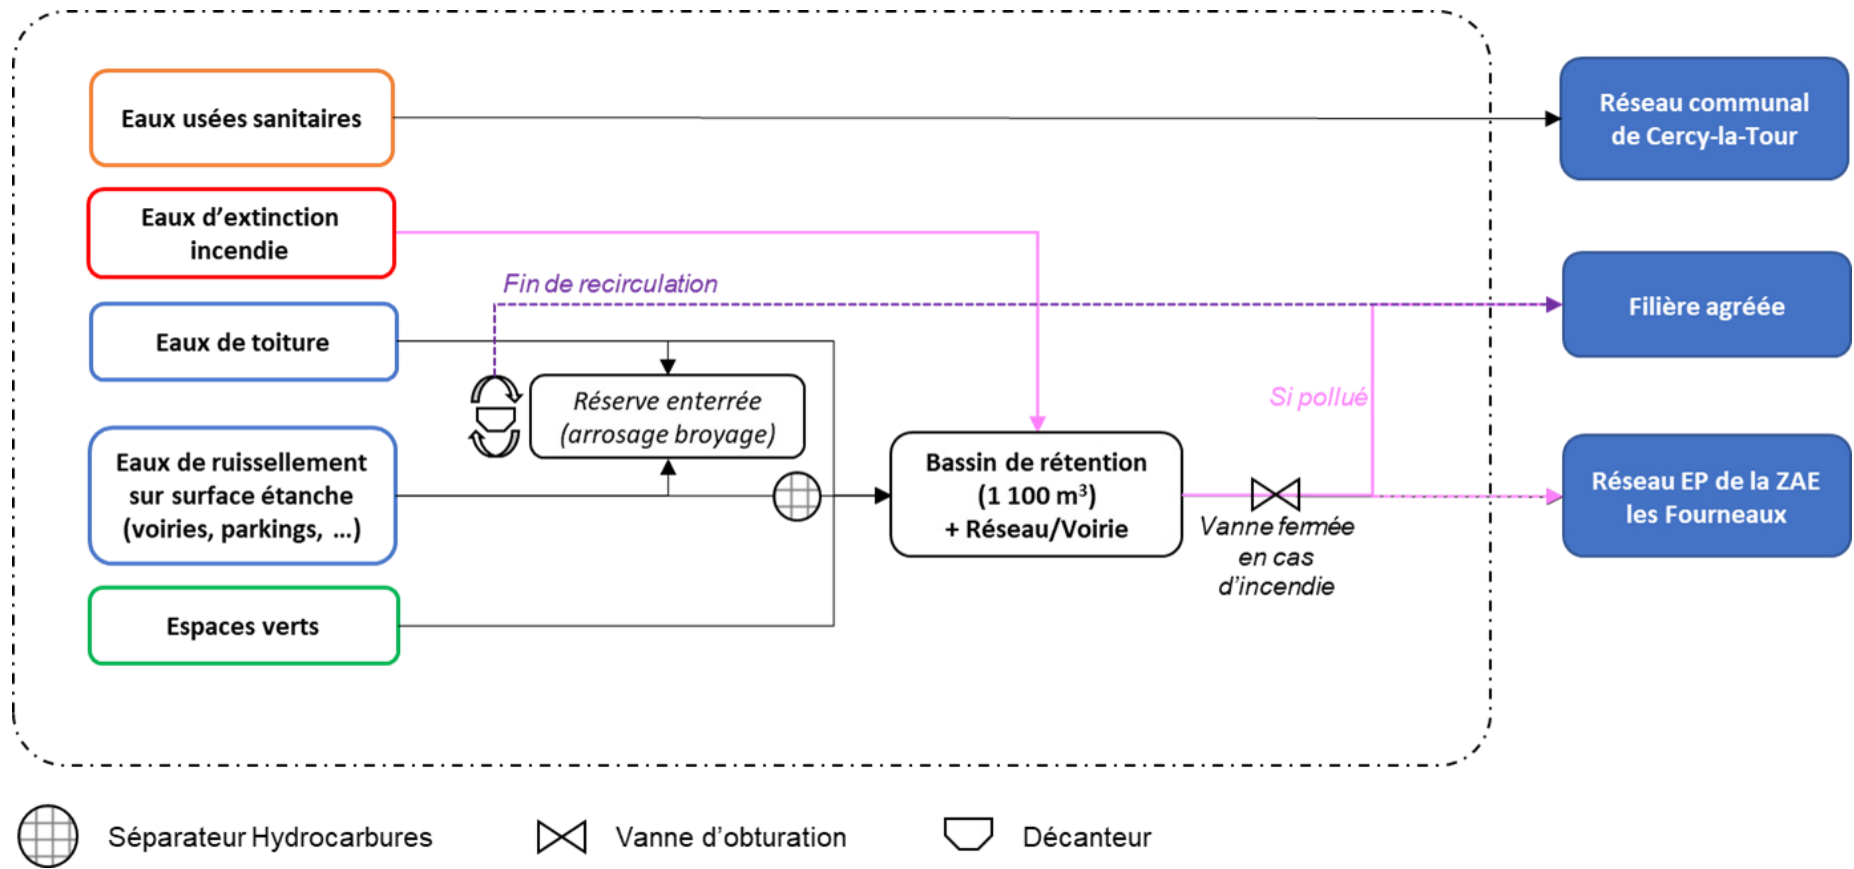 Eaux usées sanitaires
Réseau communal
de Cercy-la-Tour
Eaux d’extinction
incendie
Fin de recirculation
Filière agréée
Eaux de toiture
Réserve enterrée
(arrosage broyage)
Si pollué
Eaux de ruissellement
sur surface étanche
(voiries, parkings, …)
Bassin de rétention
(1 100 m³)
+ Réseau/Voirie
Vanne fermée
en cas
d’incendie
Réseau EP de la ZAE
les Fourneaux
Espaces verts
Séparateur Hydrocarbures
Vanne d’obturation
Décanteur